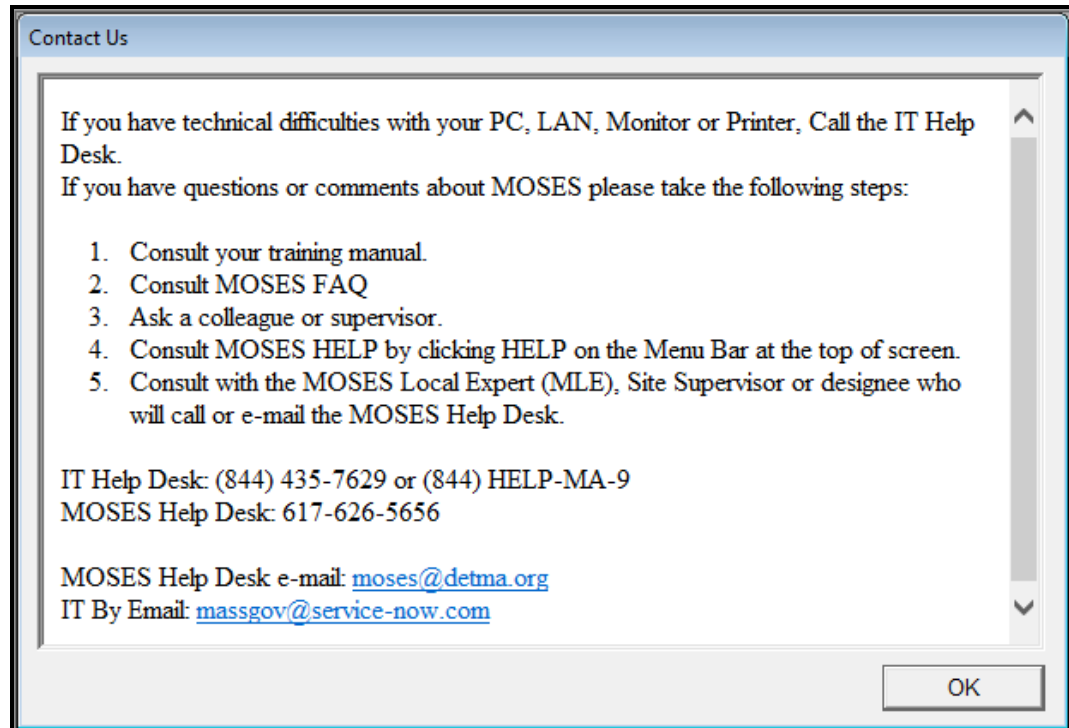 Contact Us
If you have technical difficulties with your PC, LAN, Monitor or Printer, Call the IT Help
Desk.
If you have questions or comments about MOSES please take the following steps:
1. Consult your training manual.
2. Consult MOSES FAQ
3. Ask a colleague or supervisor.
4. Consult MOSES HELP by clicking HELP on the Menu Bar at the top of screen.
5. Consult with the MOSES Local Expert (MLE), Site Supervisor or designee who
will call or e-mail the MOSES Help Desk.
IT Help Desk: (844) 435-7629 or (844) HELP-MA-9
MOSES Help Desk: 617-626-5656
MOSES Help Desk e-mail: moses@detma.org
IT By Email: massgov@service-now.com
OK